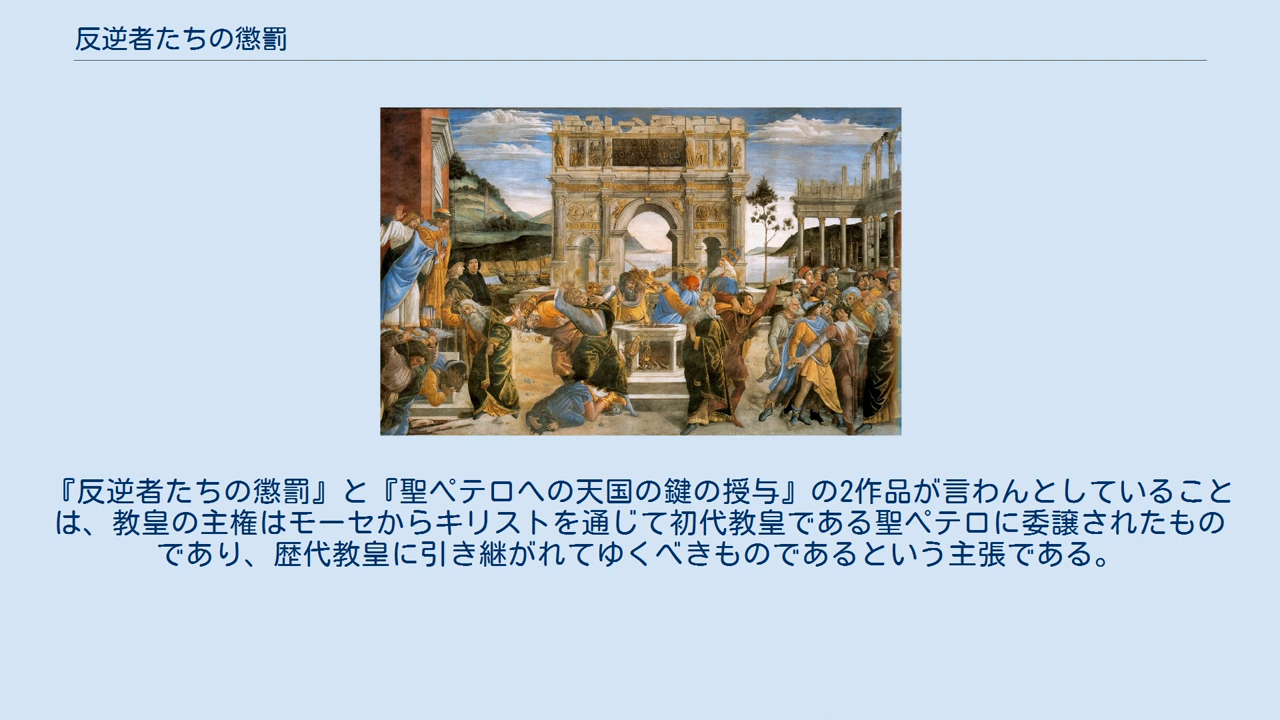 反逆者たちの懲罰
『反逆者たちの懲罰』と『聖ペテロへの天国の鍵の授与』の2作品が言わんとしていること
は、教皇の主権はモーセからキリストを通じて初代教皇である聖ペテロに委譲されたもの
であり、歴代教皇に引き継がれてゆくべきものであるという主張である。